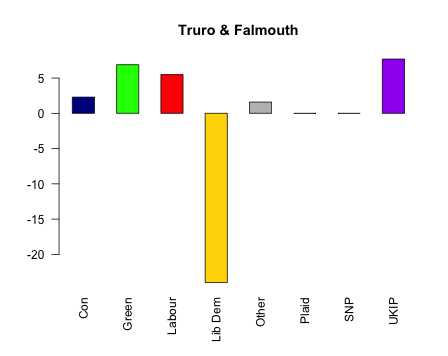 Truro & Falmouth
5
0
-5
-10
-15
-20
Con
Green
Labour
Lib Dem
Other
Plaid
SNP
UKIP